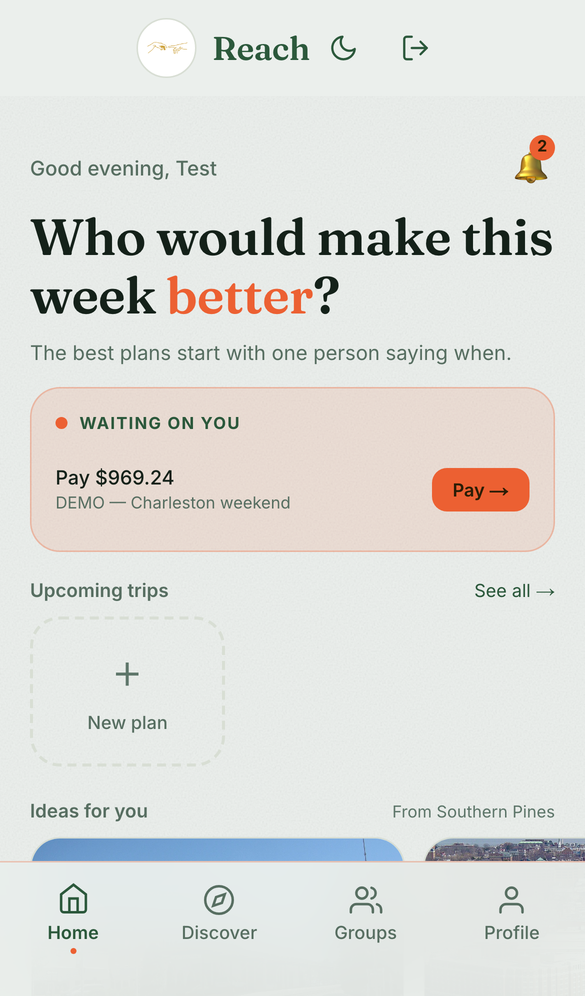 Reach
2
Good evening, Test
Who would make this
week better?
The best plans start with one person saying when.
WAITING ON YOU
Pay $969.24
DEMO — Charleston weekend
Pay →
Upcoming trips
See all →
+
New plan
Ideas for you
From Southern Pines
Home
Discover
Groups
Profile